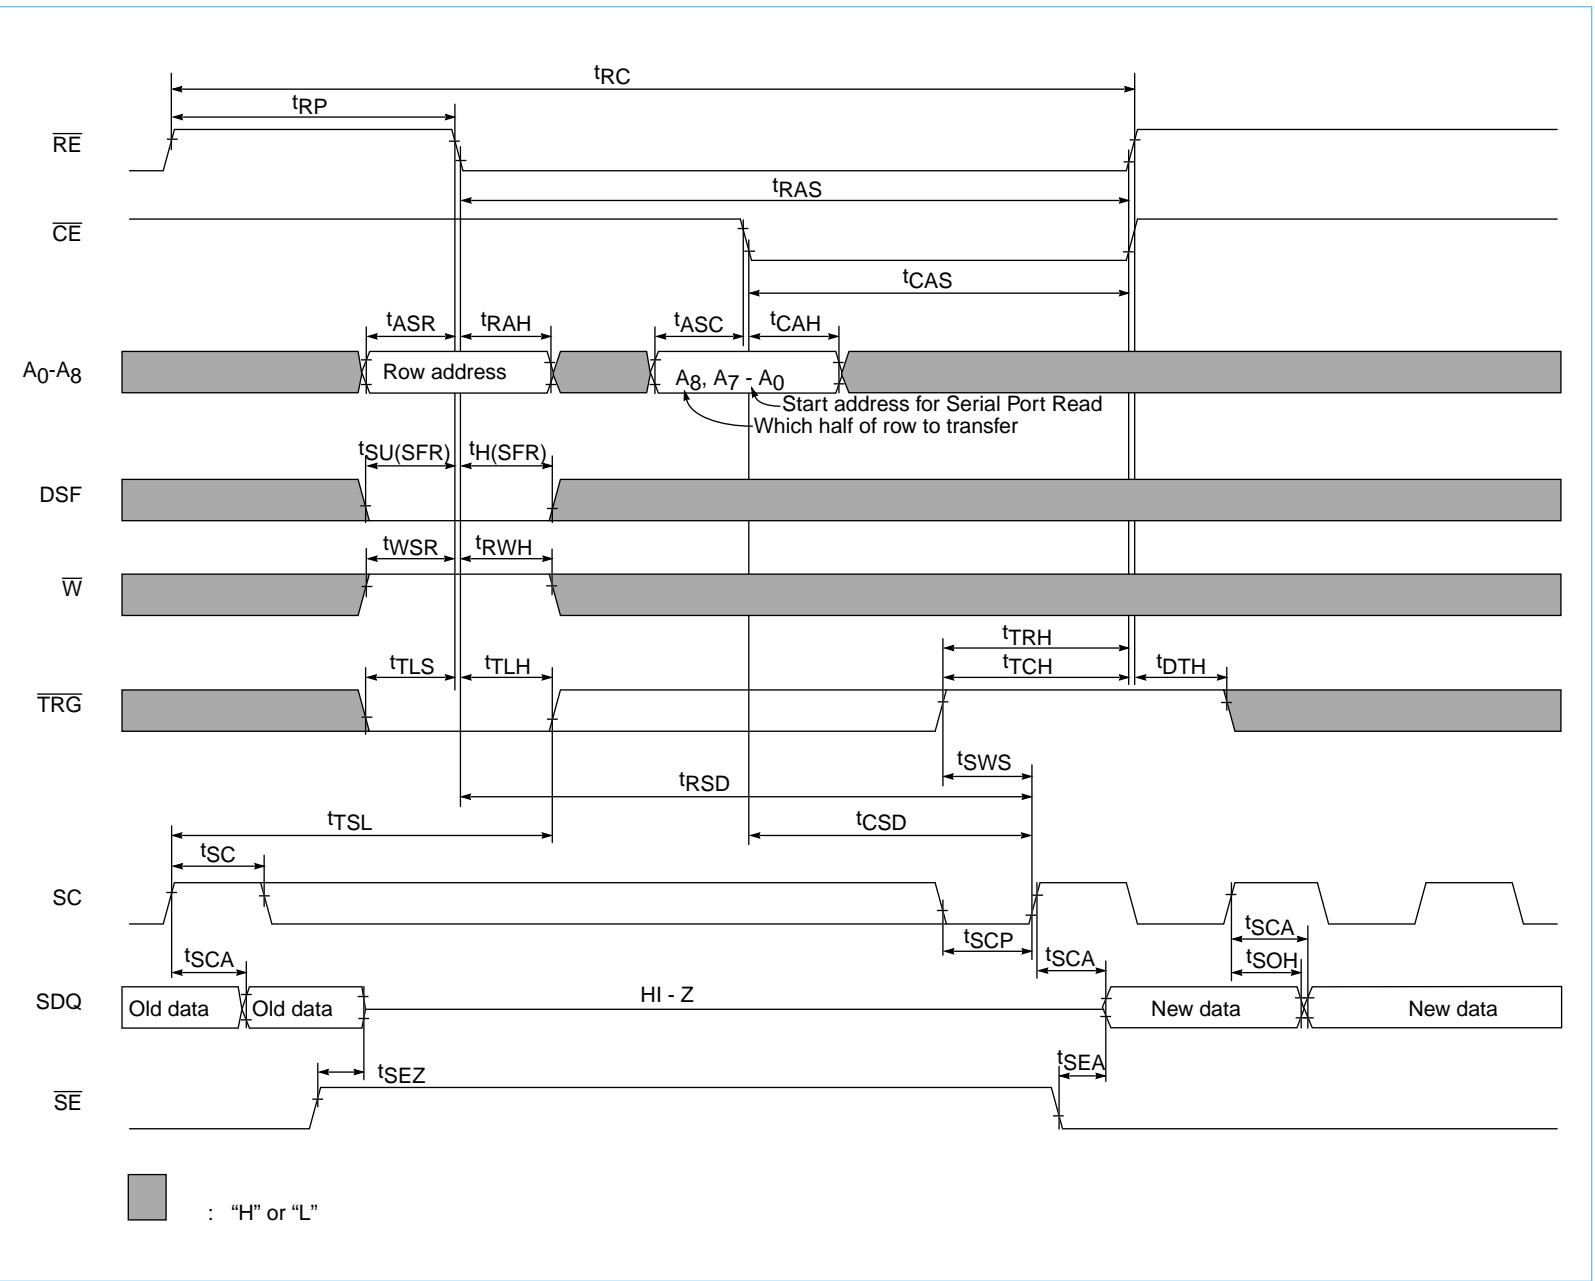 tRC
tRP
RE
tRAS
CE
tCAS
tASR tRAH tASC tCAH
A0-A8 Row address A8, A7 - A0
Start address for Serial Port Read
Which half of row to transfer
tSU(SFR) tH(SFR)
DSF
tWSR tRWH
W
tTRH
tTLS tTLH tTCH tDTH
TRG
tSWS
tRSD
tTSL tCSD
tSC
SC
tSCP tSCA
tSCA tSCA tSOH
SDQ Old data Old data HI - Z New data New data
tSEZ tSEA
SE
: “H” or “L”